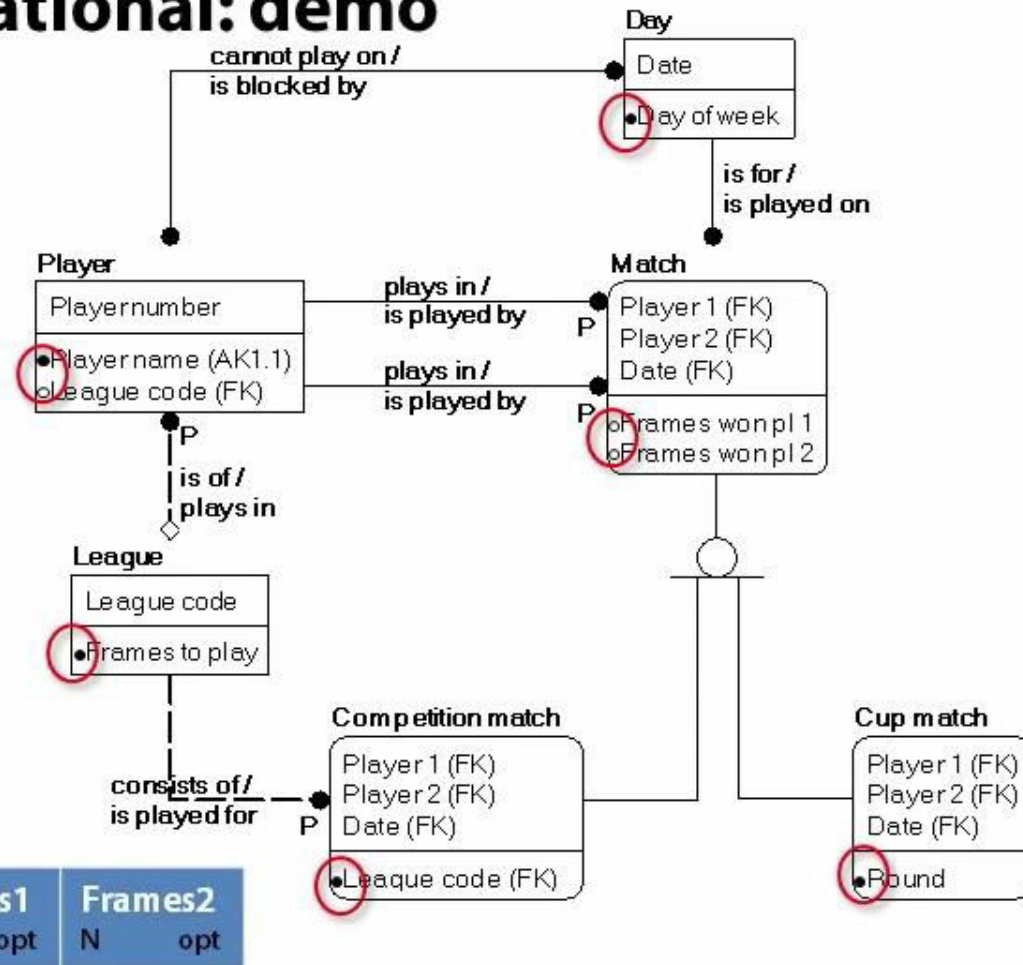 ational: demo
Day
cannot play on /
is blocked by
Date
Day of week
is for /
is played on
Player
Match
Playernumber
plays in /
is played by
P
Player 1 (FK)
Player 2 (FK)
Date (FK)
Player name (AK1.1)
League code (FK)
plays in /
is played by
P
Frames won pl 1
Frames won pl 2
P
is of /
plays in
League
League code
Frames to play
Competition match
Cup match
Player 1 (FK)
Player 2 (FK)
Date (FK)
Player 1 (FK)
Player 2 (FK)
Date (FK)
consists of /
is played for
P
League code (FK)
Round
s1
Frames2
opt
N opt